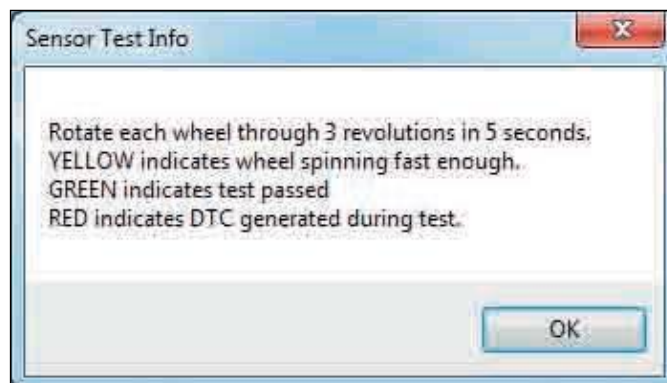 Sensor Test Info
Rotate each wheel through 3 revolutions in 5 seconds.
YELLOW indicates wheel spinning fast enough.
GREEN indicates test passed
RED indicates DTC generated during test.
OK